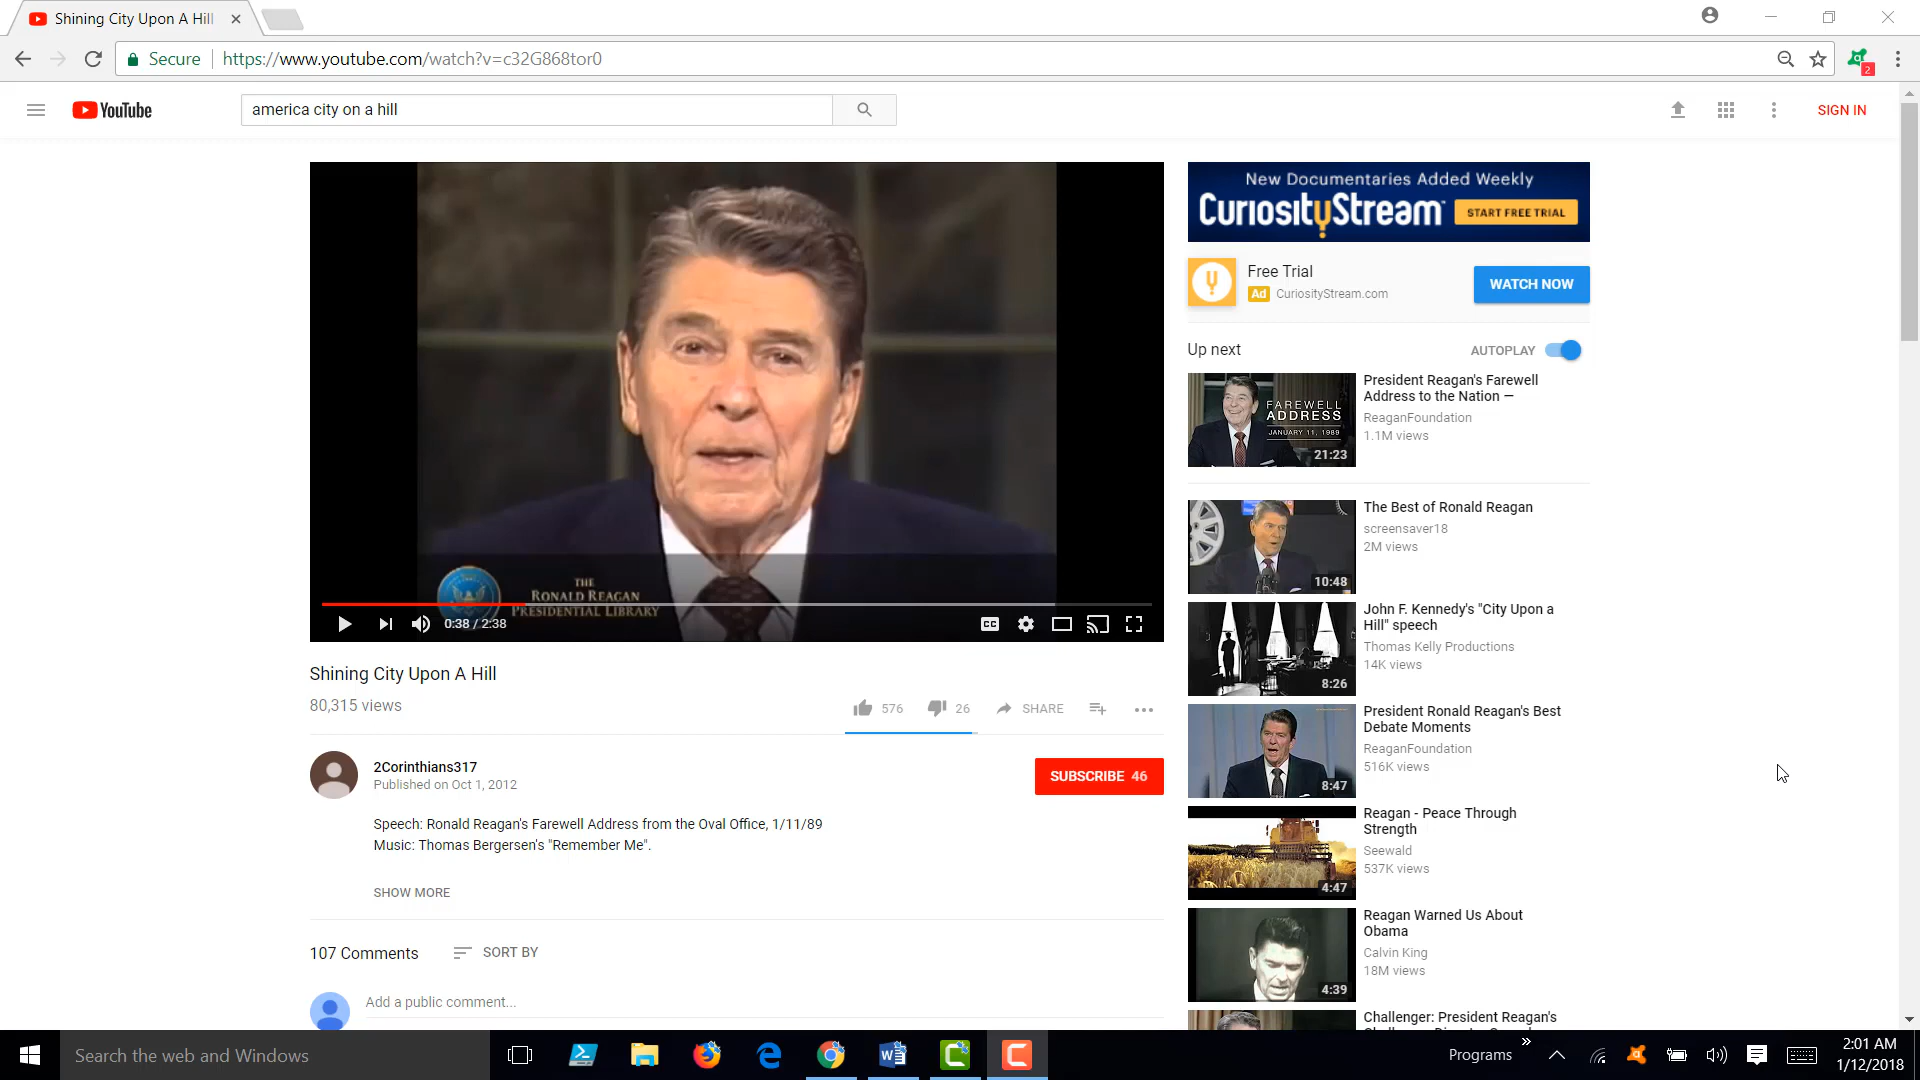 Shining City Upon A Hill
Secure
https://www.youtube.com/watch?v=c32G868tor0
2
YouTube
america city on a hill
SIGN IN
THE
RONALD REAGAN
PRESIDENTIAL LIBRARY
0:38 / 2:38
CC
Shining City Upon A Hill
80,315 views
576
26
SHARE
2Corinthians317
Published on Oct 1, 2012
SUBSCRIBE 46
Speech: Ronald Reagan's Farewell Address from the Oval Office, 1/11/89
Music: Thomas Bergersen's "Remember Me".
SHOW MORE
107 Comments
SORT BY
Add a public comment...
New Documentaries Added Weekly
CuriosityStream
START FREE TRIAL
Free Trial
Ad CuriosityStream.com
WATCH NOW
Up next
AUTOPLAY
FAREWELL
ADDRESS
JANUARY 11, 1989
21:23
President Reagan's Farewell
Address to the Nation —
ReaganFoundation
1.1M views
10:48
The Best of Ronald Reagan
screensaver18
2M views
8:26
John F. Kennedy's "City Upon a
Hill" speech
Thomas Kelly Productions
14K views
8:47
President Ronald Reagan's Best
Debate Moments
ReaganFoundation
516K views
4:47
Reagan - Peace Through
Strength
Seewald
537K views
4:39
Reagan Warned Us About
Obama
Calvin King
18M views
Challenger: President Reagan's
Search the web and Windows
Programs
2:01 AM
1/12/2018